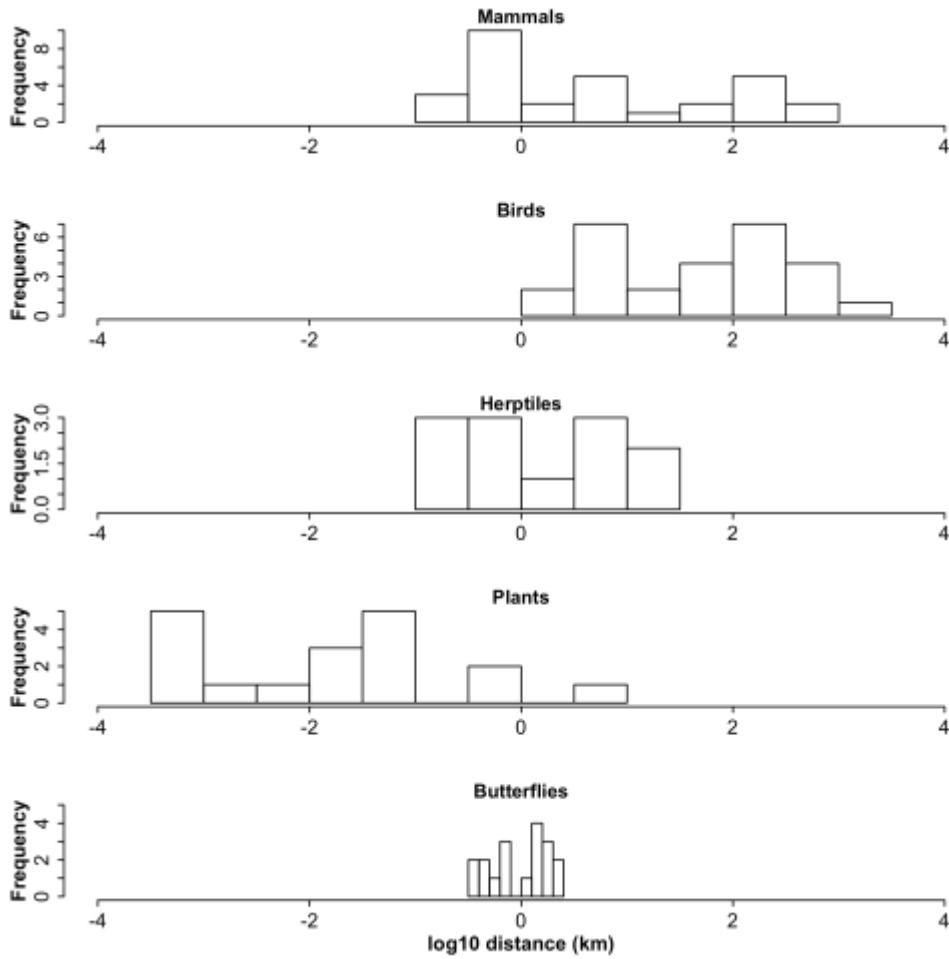 Mammals
Frequency
0 4 8
-4 -2 0 2 4
Birds
Frequency
0 3 6
-4 -2 0 2 4
Herptiles
Frequency
0.0 1.5 3.0
-4 -2 0 2 4
Plants
Frequency
0 2 4
-4 -2 0 2 4
Butterflies
Frequency
0 2 4
-4 -2 0 2 4
log10 distance (km)